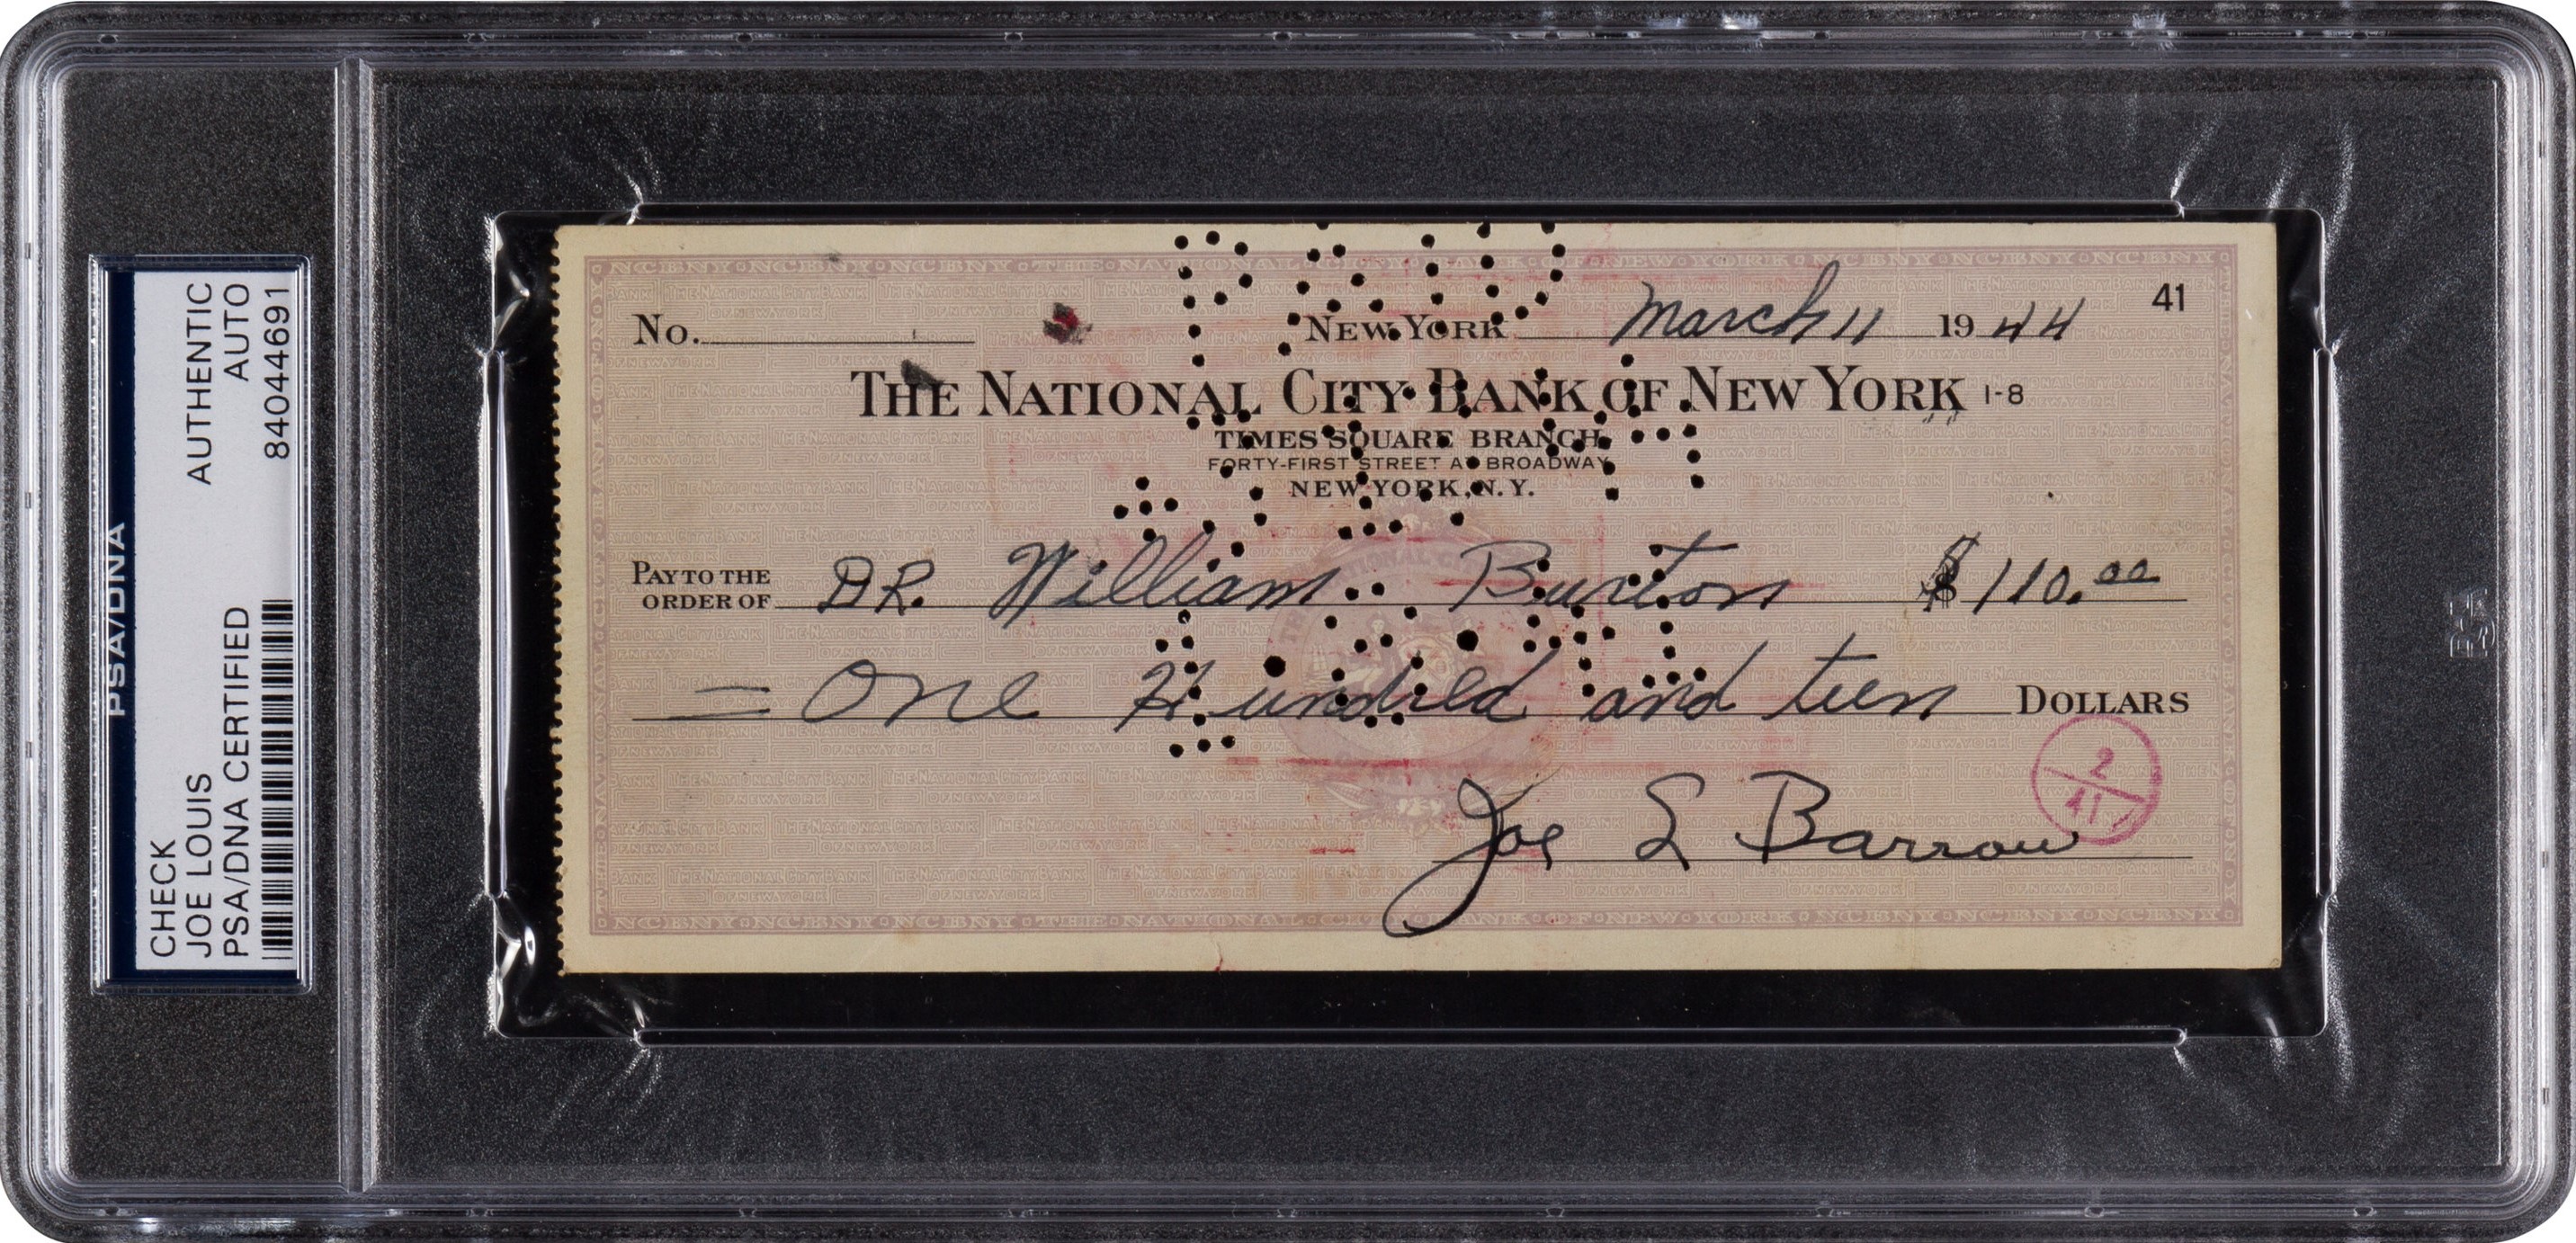 PSA/DNA
CHECK AUTHENTIC
JOE LOUIS AUTO
PSA/DNA CERTIFIED 84044691
41
No. NEW YORK March 11 1944
THE NATIONAL CITY BANK OF NEW YORK 1-8
TIMES SQUARE BRANCH
FORTY-FIRST STREET AT BROADWAY
NEW YORK, N.Y.
PAY TO THE
ORDER OF DR. William Burton $110.00
= One Hundred and teen DOLLARS
2
41
Joe L Barrow